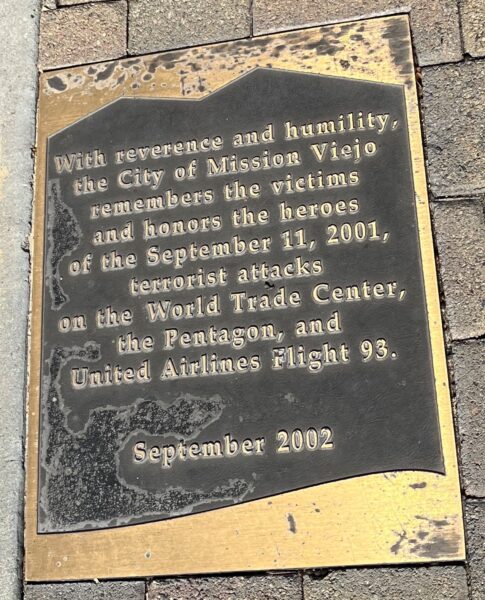 With reverence and humility,
the City of Mission Viejo
remembers the victims
and honors the heroes
of the September 11, 2001,
terrorist attacks
on the World Trade Center,
the Pentagon, and
United Airlines Flight 93.
September 2002